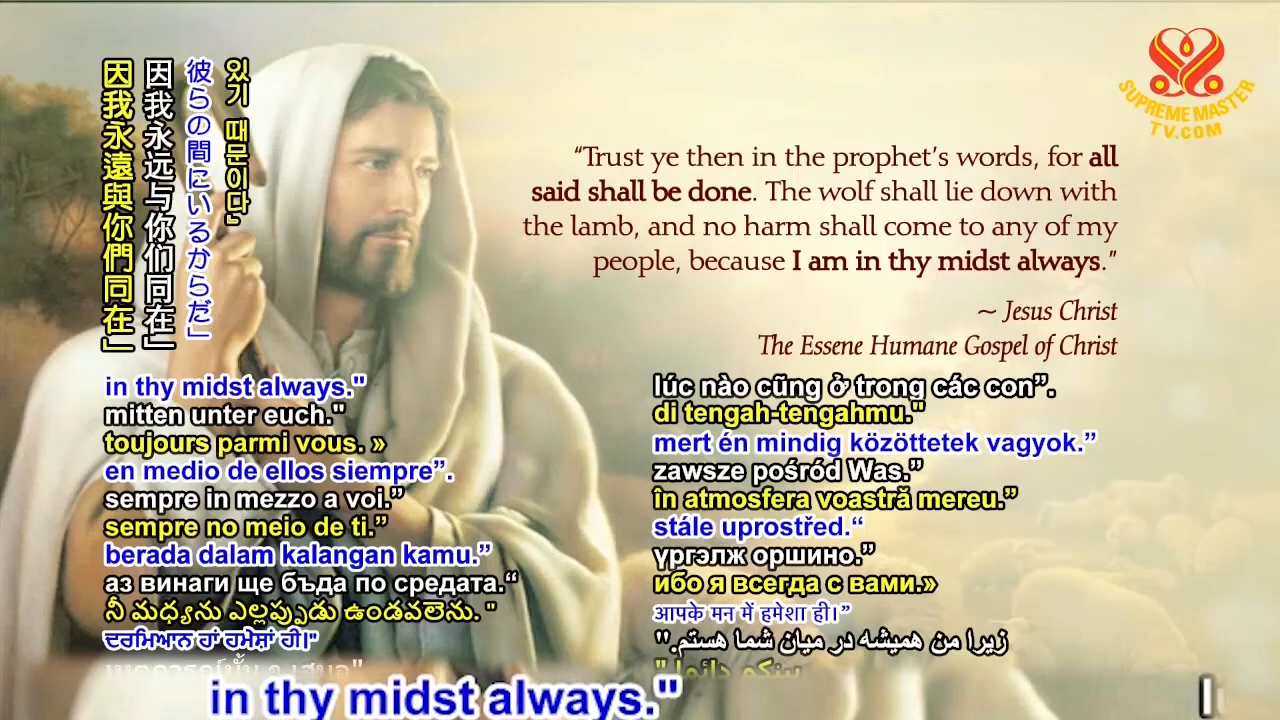 因我永遠與你們同在」
因我永远与你们同在」
彼らの間にいるからだ」
있기 때문이다』
SUPREME MASTER
TV.COM
“Trust ye then in the prophet’s words, for all
said shall be done. The wolf shall lie down with
the lamb, and no harm shall come to any of my
people, because I am in thy midst always.”
~ Jesus Christ
The Essene Humane Gospel of Christ
in thy midst always."
mitten unter euch."
toujours parmi vous. »
en medio de ellos siempre”.
sempre in mezzo a voi.”
sempre no meio de ti.”
berada dalam kalangan kamu.”
аз винаги ще бъда по средата.“
నీ మధ్యను ఎల్లప్పుడు ఉండవలెను. "
ਦਰਮਿਆਨ ਹਾਂ ਹਮੇਸ਼ਾਂ ਹੀ।"
lúc nào cũng ở trong các con”.
di tengah-tengahmu."
mert én mindig közöttetek vagyok.”
zawsze pośród Was.”
în atmosfera voastră mereu.”
stále uprostřed.“
үргэлж оршино.”
ибо я всегда с вами.»
आपके मन में हमेशा ही।”
زیرا من همیشه در میان شما هستم."
بينكم دائما "
in thy midst always."